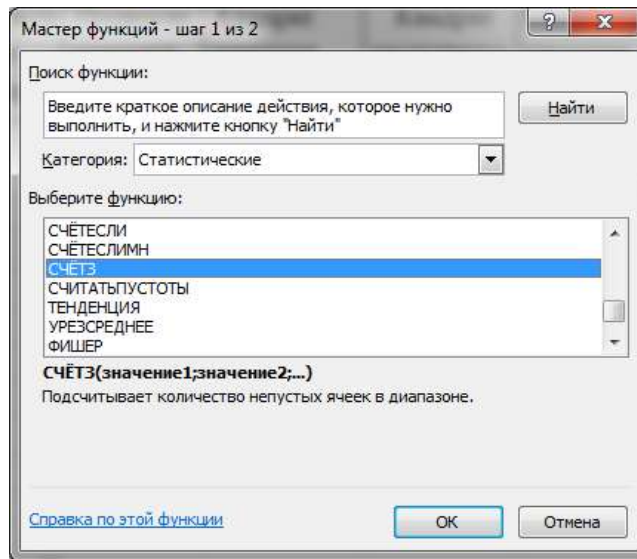 Мастер функций - шаг 1 из 2
Поиск функции:
Введите краткое описание действия, которое нужно
выполнить, и нажмите кнопку "Найти"
Найти
Категория: Статистические
Выберите функцию:
СЧЁТЕСЛИ
СЧЁТЕСЛИМН
СЧЁТЗ
СЧИТАТЬПУСТОТЫ
ТЕНДЕНЦИЯ
УРЕЗСРЕДНЕЕ
ФИШЕР
СЧЁТЗ(значение1;значение2;...)
Подсчитывает количество непустых ячеек в диапазоне.
Справка по этой функции
ОК
Отмена